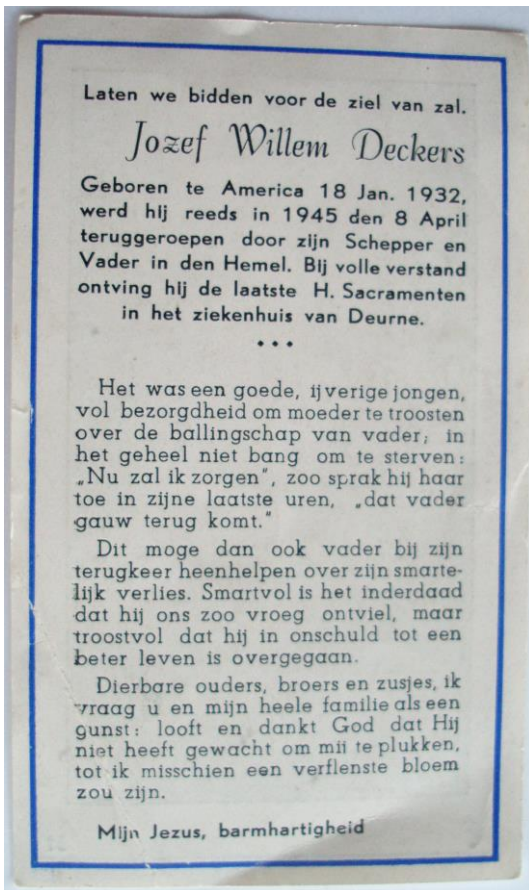 Laten we bidden voor de ziel van zal.
Jozef Willem Deckers
Geboren te America 18 Jan. 1932,
werd hij reeds in 1945 den 8 April
teruggeroepen door zijn Schepper en
Vader in den Hemel. Bij volle verstand
ontving hij de laatste H. Sacramenten
in het ziekenhuis van Deurne.
•••
Het was een goede, ijverige jongen,
vol bezorgdheid om moeder te troosten
over de ballingschap van vader; in
het geheel niet bang om te sterven:
„Nu zal ik zorgen", zoo sprak hij haar
toe in zijne laatste uren, „dat vader
gauw terug komt."
Dit moge dan ook vader bij zijn
terugkeer heenhelpen over zijn smarte-
lijk verlies. Smartvol is het inderdaad
dat hij ons zoo vroeg ontviel, maar
troostvol dat hij in onschuld tot een
beter leven is overgegaan.
Dierbare ouders, broers en zusjes, ik
vraag u en mijn heele familie als een
gunst: looft en dankt God dat Hij
niet heeft gewacht om mij te plukken,
tot ik misschien een verflenste bloem
zou zijn.
Mijn Jezus, barmhartigheid